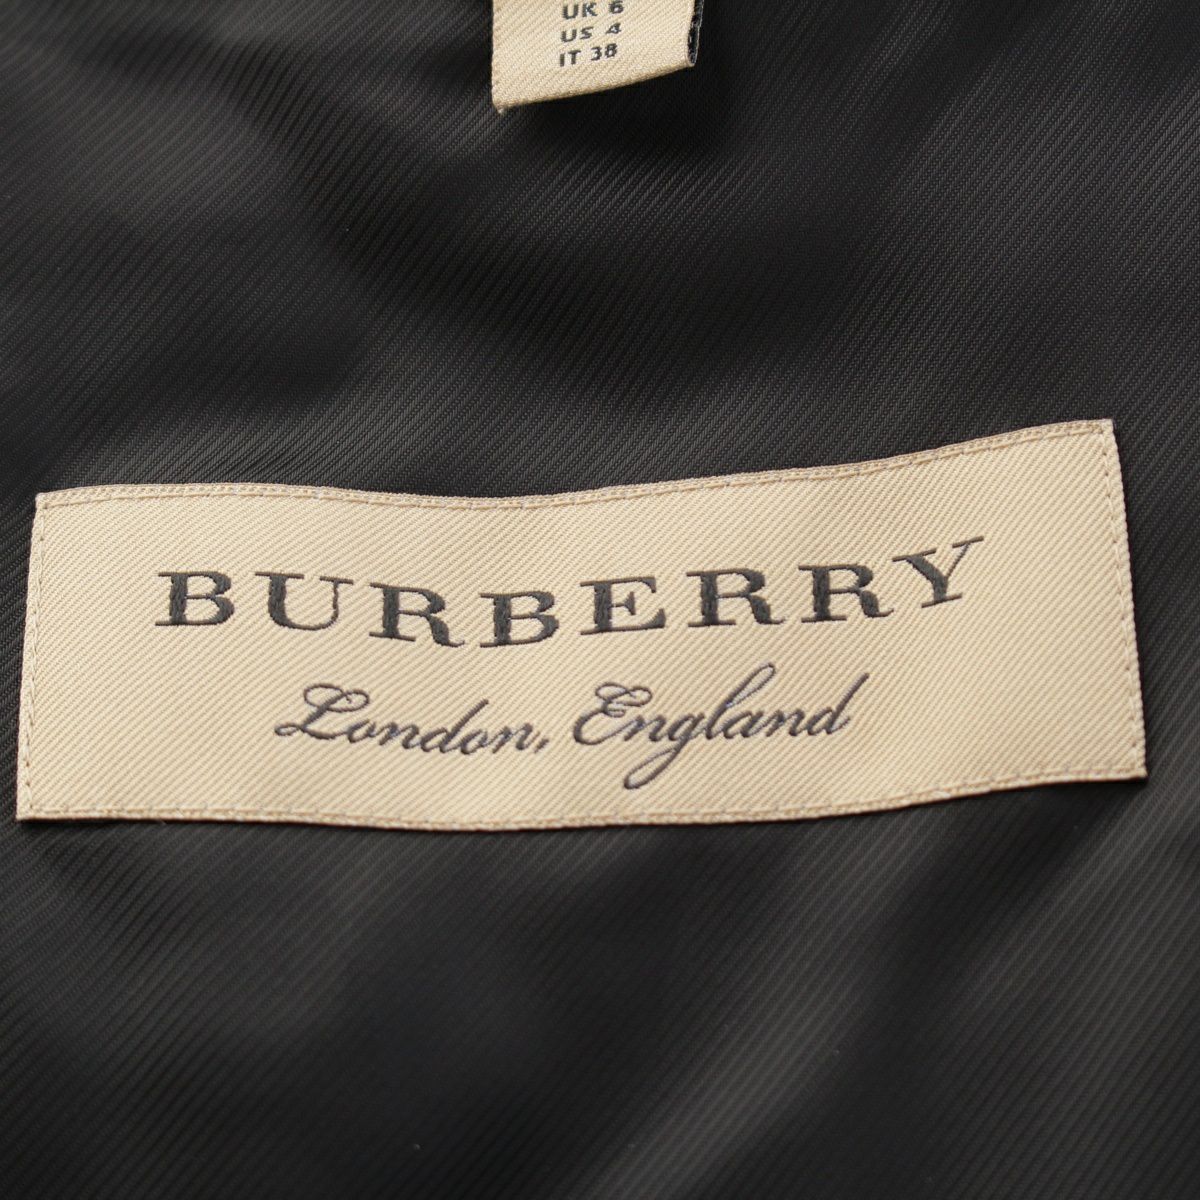 UK 6
US 4
IT 38
BURBERRY
London, England